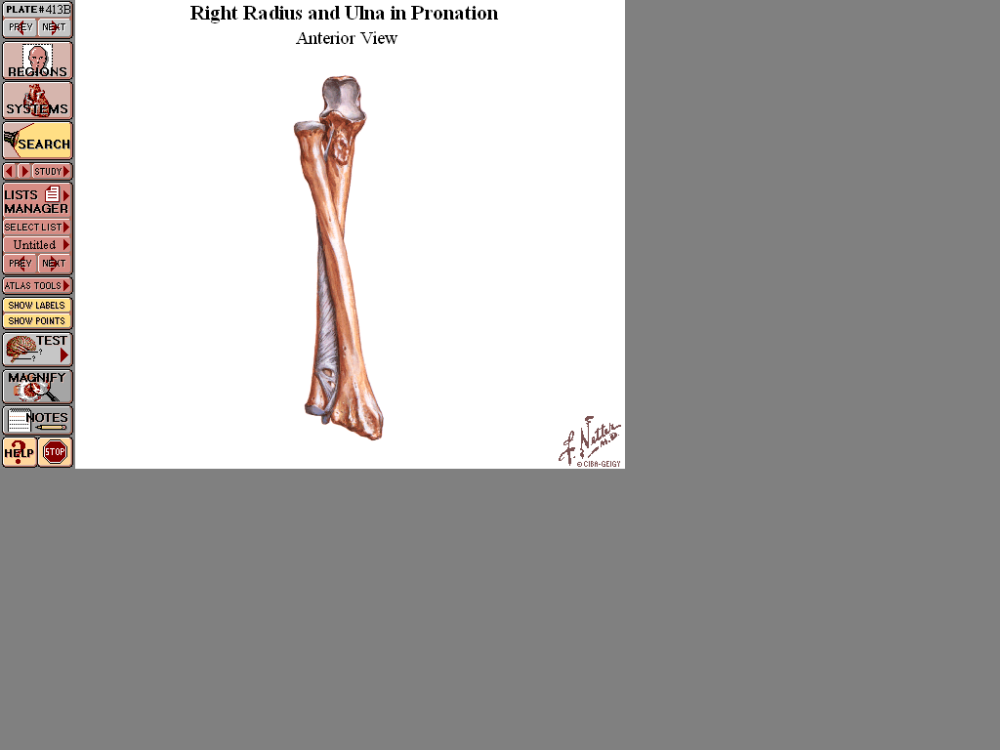 PLATE# 413B
PREV NEXT
REGIONS
SYSTEMS
SEARCH
STUDY
LISTS
MANAGER
SELECT LIST
Untitled
PREV NEXT
ATLAS TOOLS
SHOW LABELS
SHOW POINTS
TEST
MAGNIFY
NOTES
HELP STOP
Right Radius and Ulna in Pronation
Anterior View
F. Netter
M.D.
© CIBA-GEIGY